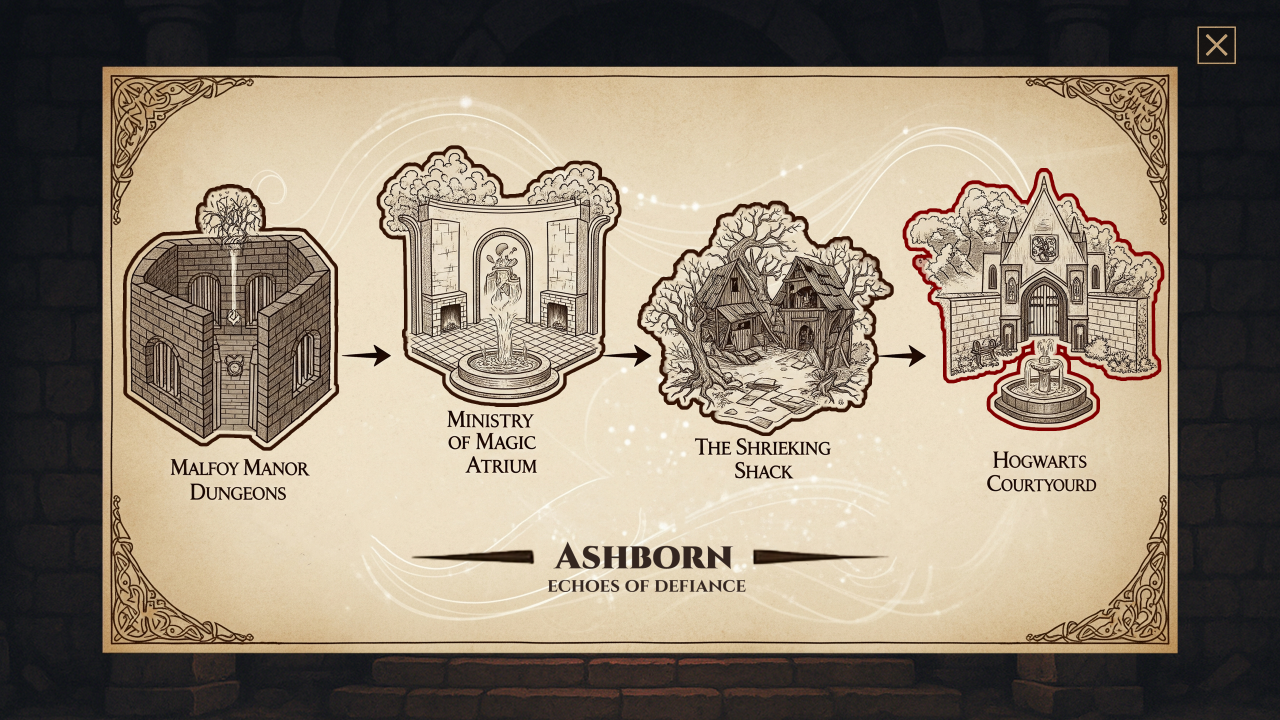 Malfoy Manor
Dungeons
Ministry
of Magic
Atrium
The Shrieking
Shack
Hogwarts
Courtyourd
Ashborn
Echoes of Defiance